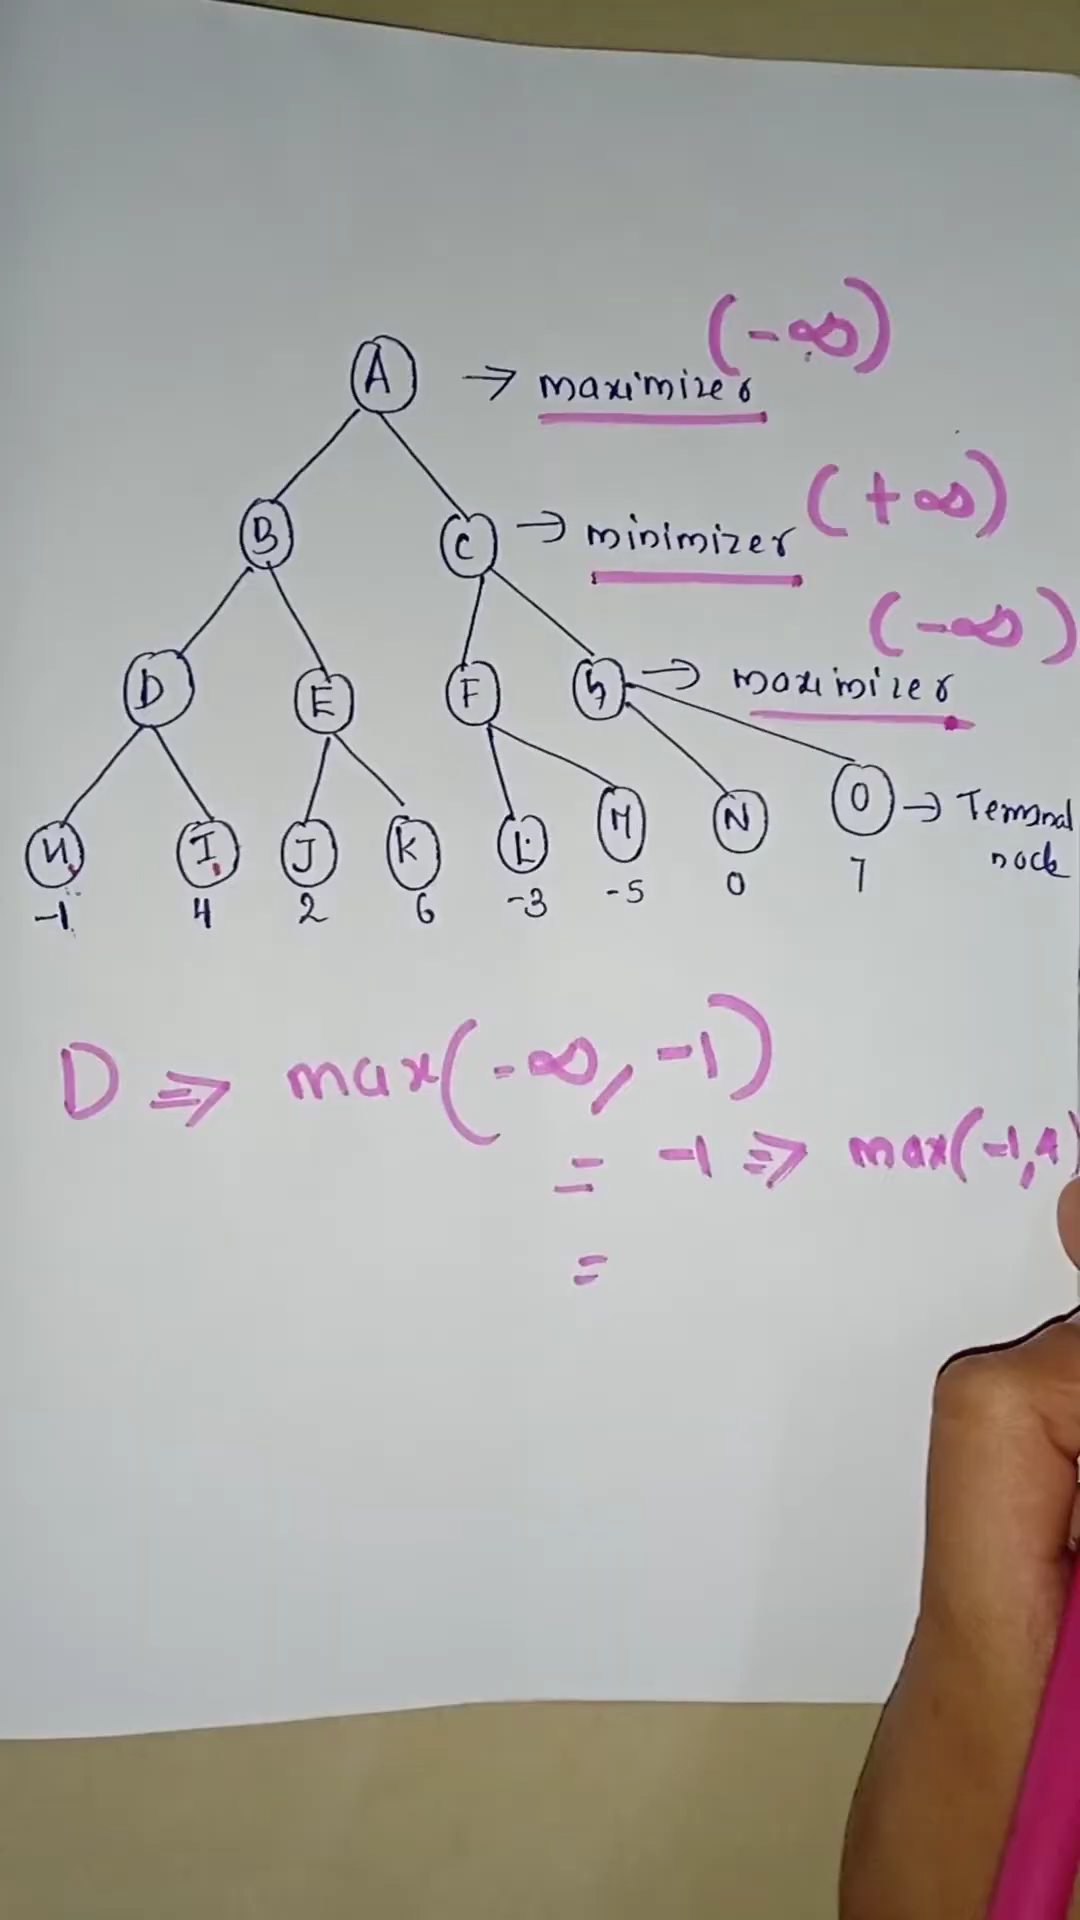 (-∞)
A → maximizer
(+∞)
B C → minimizer
(-∞)
D E F G → maximizer
H I J K L M N O → Terminal
node
-1 4 2 6 -3 -5 0 7
D ⇒ max(-∞, -1)
= -1 ⇒ max(-1, 4)
=